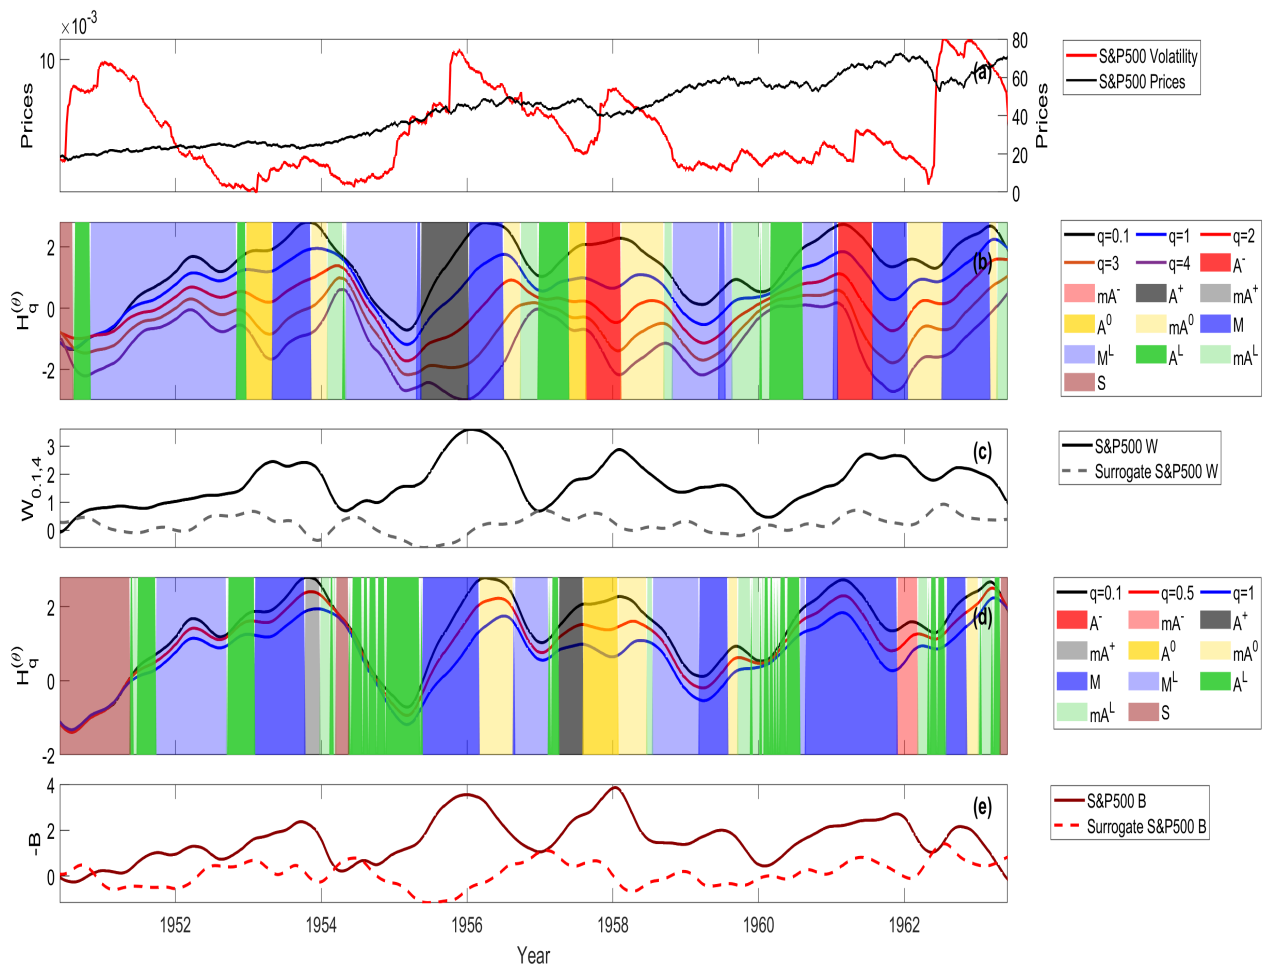 ×10⁻³
10
Prices
80
60
40
20
0
Prices
(a)
S&P500 Volatility
S&P500 Prices
2
0
-2
H_q^(θ)
(b)
q=0.1 q=1 q=2
q=3 q=4 A⁻
mA⁻ A⁺ mA⁺
A⁰ mA⁰ M
M^L A^L mA^L
S
3
2
1
0
W_0.1,4
(c)
S&P500 W
Surrogate S&P500 W
2
0
-2
H_q^(θ)
(d)
q=0.1 q=0.5 q=1
A⁻ mA⁻ A⁺
mA⁺ A⁰ mA⁰
M M^L A^L
mA^L S
4
2
0
-B
(e)
S&P500 B
Surrogate S&P500 B
1952 1954 1956 1958 1960 1962
Year